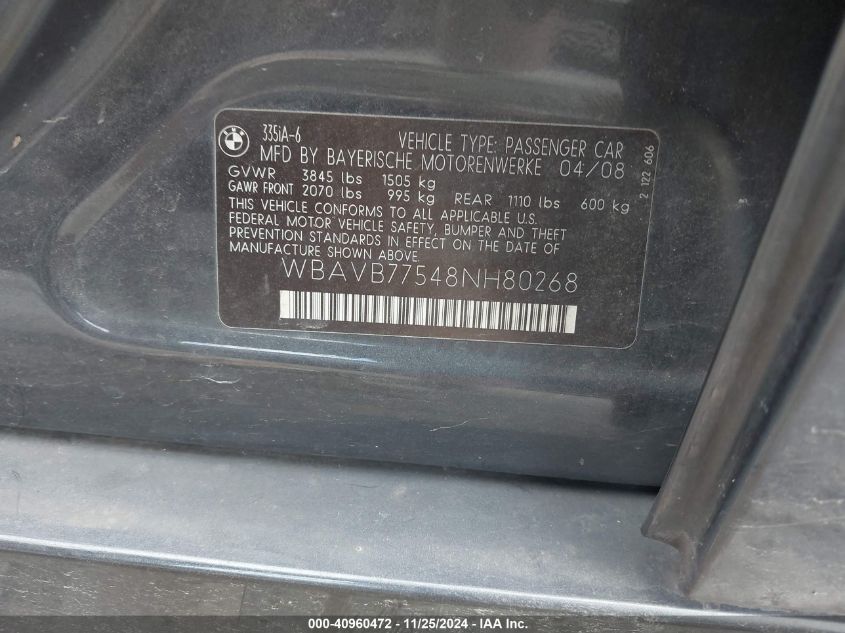 BMW
335iA-6
VEHICLE TYPE: PASSENGER CAR
MFD BY BAYERISCHE MOTORENWERKE 04/08
GVWR 3845 lbs 1505 kg
GAWR FRONT 2070 lbs 995 kg REAR 1110 lbs 600 kg
THIS VEHICLE CONFORMS TO ALL APPLICABLE U.S.
FEDERAL MOTOR VEHICLE SAFETY, BUMPER AND THEFT
PREVENTION STANDARDS IN EFFECT ON THE DATE OF
MANUFACTURE SHOWN ABOVE
WBAVB77548NH80268
2 122 606
000-40960472 - 11/25/2024 - IAAI.com